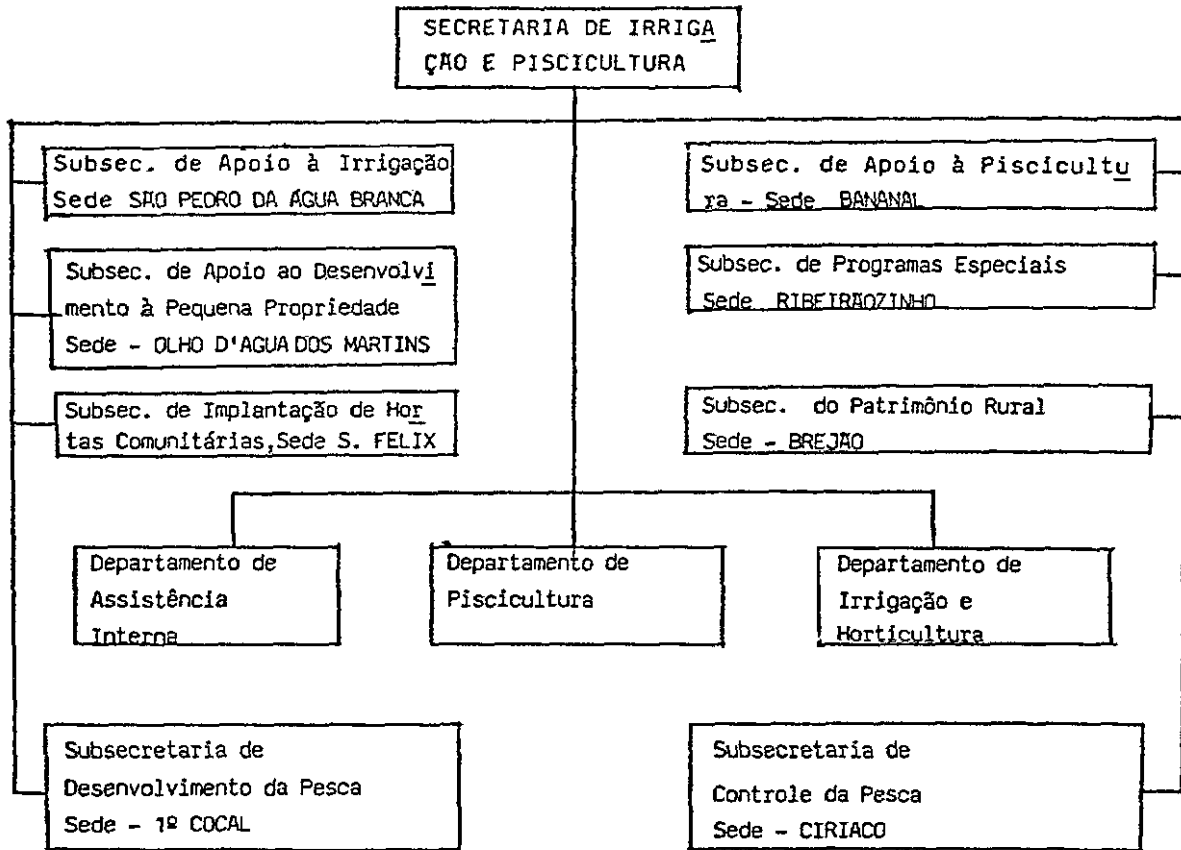 SECRETARIA DE IRRIGA
ÇÃO E PISCICULTURA
Subsec. de Apoio à Irrigação
Sede SÃO PEDRO DA ÁGUA BRANCA
Subsec. de Apoio à Piscicultu
ra - Sede BANANAL
Subsec. de Apoio ao Desenvolvi
mento à Pequena Propriedade
Sede - OLHO D'AGUA DOS MARTINS
Subsec. de Programas Especiais
Sede RIBEIRÃOZINHO
Subsec. de Implantação de Hor
tas Comunitárias, Sede S. FELIX
Subsec. do Patrimônio Rural
Sede - BREJÃO
Departamento de
Assistência
Interna
Departamento de
Piscicultura
Departamento de
Irrigação e
Horticultura
Subsecretaria de
Desenvolvimento da Pesca
Sede - 1º COCAL
Subsecretaria de
Controle da Pesca
Sede - CIRIACO